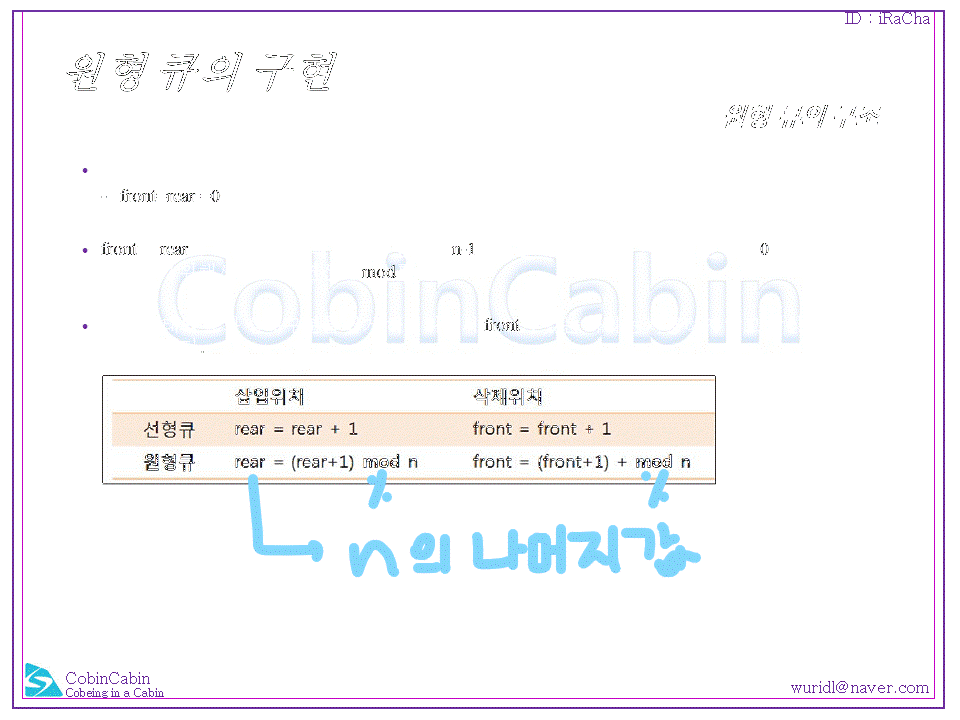 ID : iRaCha
원형 큐의 구현
원형 큐의 구조
front rear 0
front rear n-1 0
mod
front
CobinCabin
삽입위치 삭제위치
선형큐 rear = rear + 1 front = front + 1
원형큐 rear = (rear+1) mod n front = (front+1) + mod n
% %
n의 나머지값
CobinCabin
Cobeing in a Cabin
wuridl@naver.com